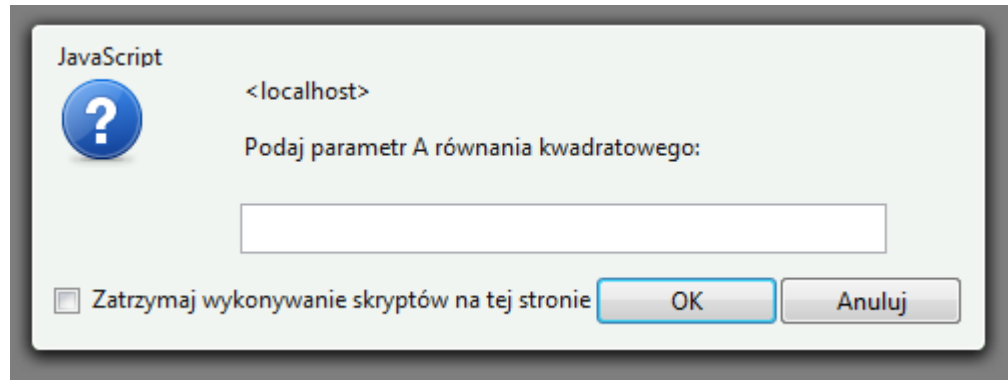 JavaScript
<localhost>
Podaj parametr A równania kwadratowego:
Zatrzymaj wykonywanie skryptów na tej stronie
OK
Anuluj